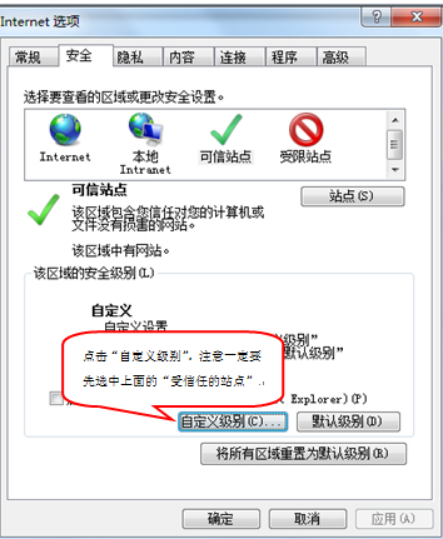 Internet 选项
常规 安全 隐私 内容 连接 程序 高级
选择要查看的区域或更改安全设置。
Internet 本地 可信站点 受限站点
Intranet
可信站点
站点(S)
该区域包含您信任对您的计算机或
文件没有损害的网站。
该区域中有网站。
该区域的安全级别(L)
自定义
自定义设置
级别”
默认级别”
点击“自定义级别”，注意一定要
先选中上面的“受信任的站点”.
Explorer)(P)
自定义级别(C)... 默认级别(D)
将所有区域重置为默认级别(R)
确定 取消 应用(A)